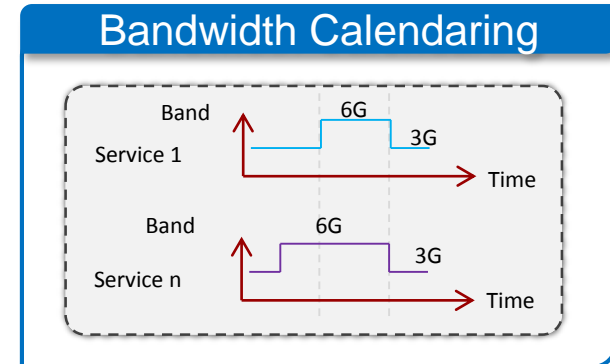 Bandwidth Calendaring
Band
6G
3G
Service 1
Time
Band
6G
3G
Service n
Time